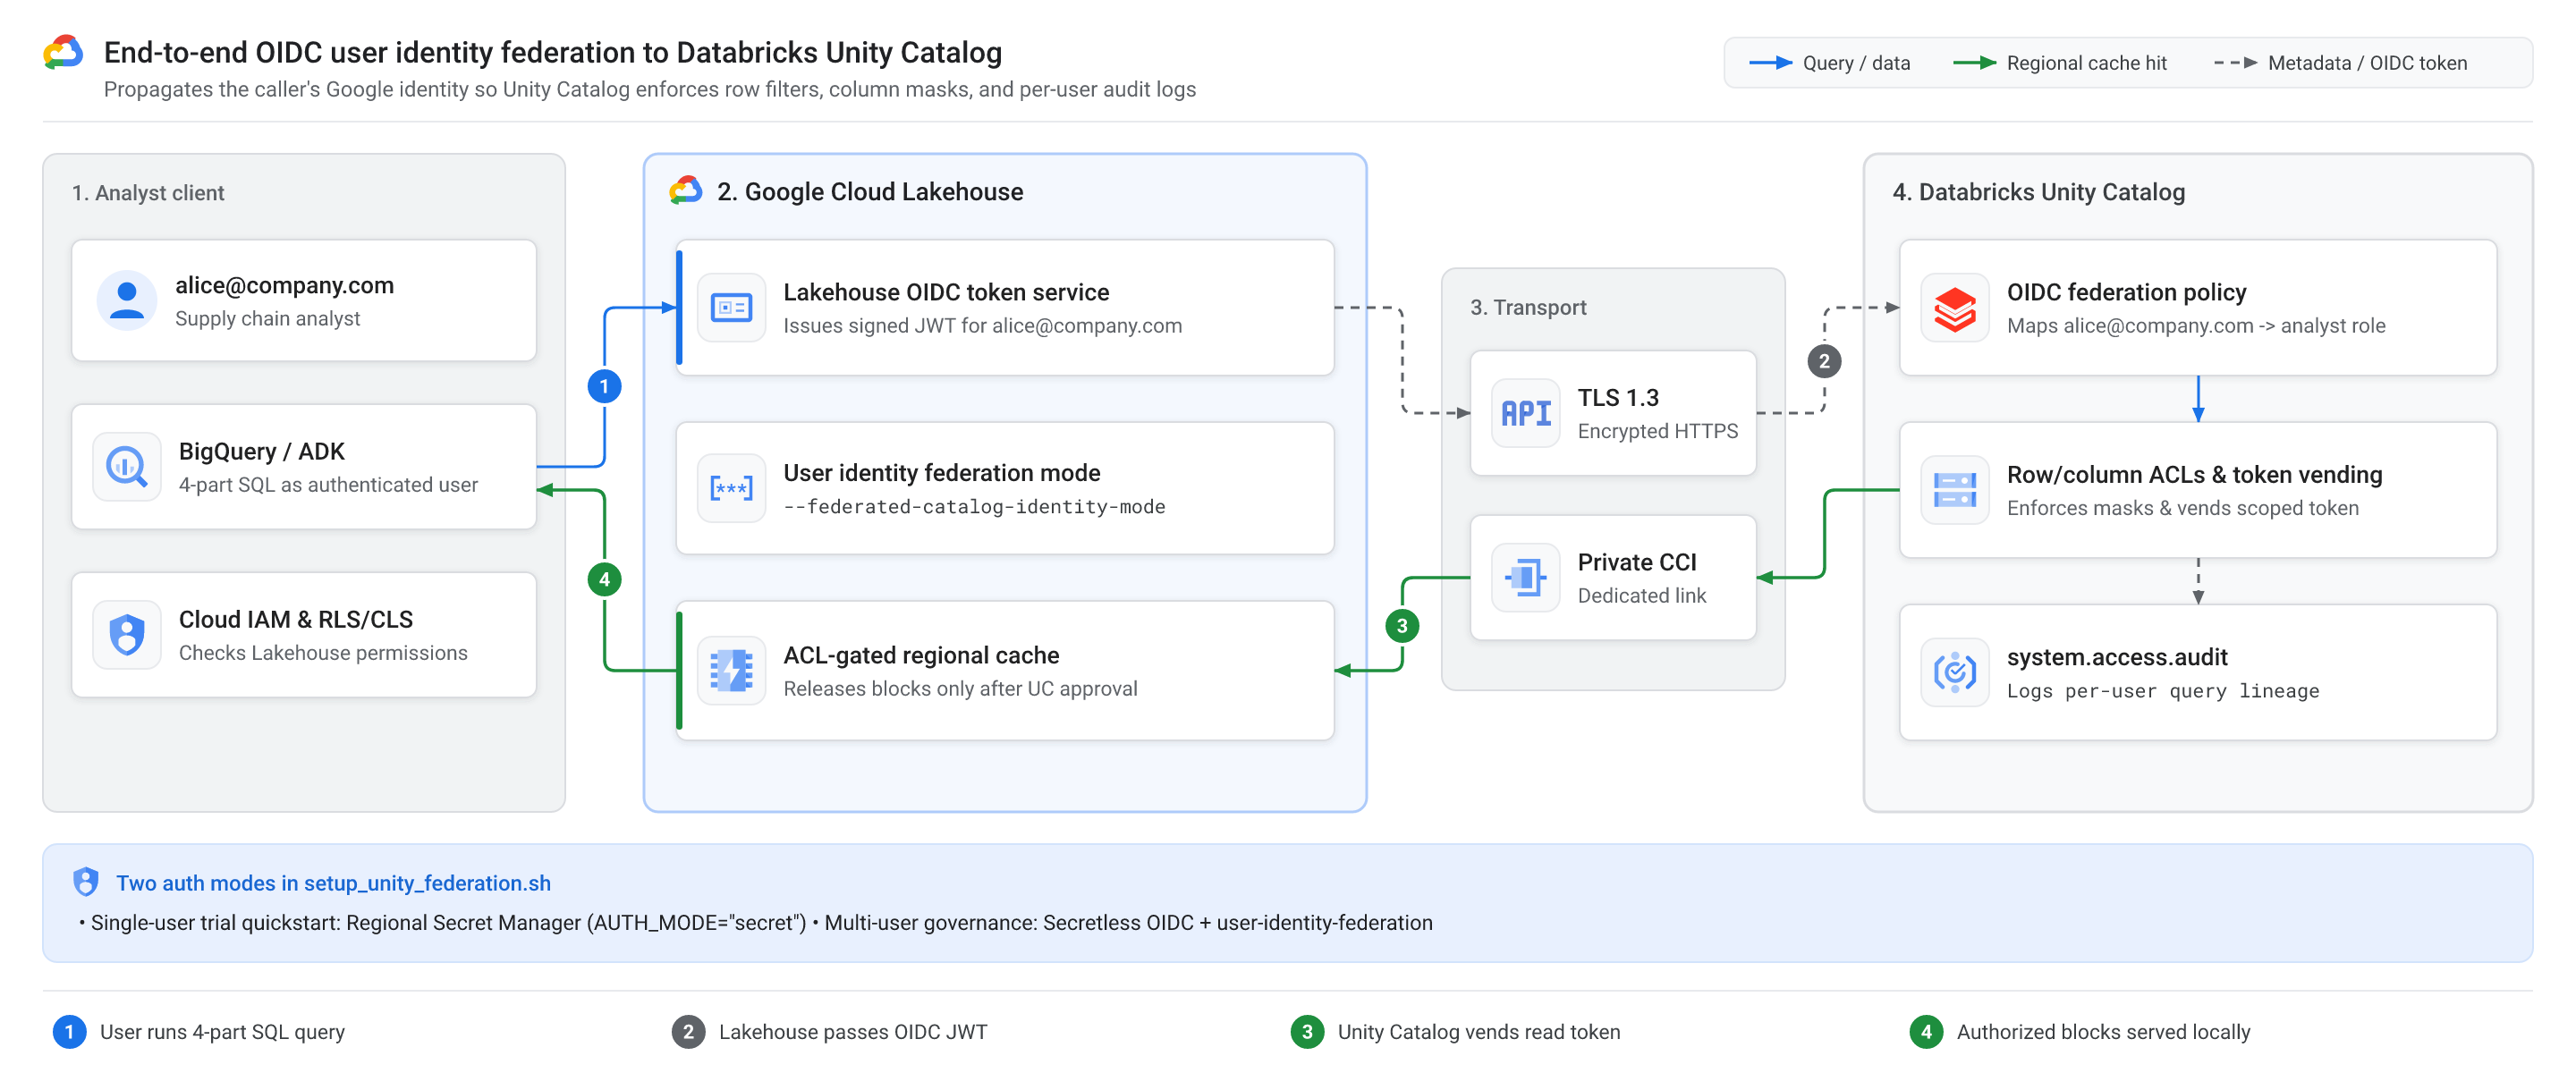 End-to-end OIDC user identity federation to Databricks Unity Catalog
Propagates the caller's Google identity so Unity Catalog enforces row filters, column masks, and per-user audit logs
Query / data
Regional cache hit
Metadata / OIDC token
1. Analyst client
alice@company.com
Supply chain analyst
BigQuery / ADK
4-part SQL as authenticated user
Cloud IAM & RLS/CLS
Checks Lakehouse permissions
1
4
2. Google Cloud Lakehouse
Lakehouse OIDC token service
Issues signed JWT for alice@company.com
[***]
User identity federation mode
--federated-catalog-identity-mode
ACL-gated regional cache
Releases blocks only after UC approval
3
3. Transport
API
TLS 1.3
Encrypted HTTPS
Private CCI
Dedicated link
2
4. Databricks Unity Catalog
OIDC federation policy
Maps alice@company.com -> analyst role
Row/column ACLs & token vending
Enforces masks & vends scoped token
system.access.audit
Logs per-user query lineage
Two auth modes in setup_unity_federation.sh
• Single-user trial quickstart: Regional Secret Manager (AUTH_MODE="secret") • Multi-user governance: Secretless OIDC + user-identity-federation
1 User runs 4-part SQL query
2 Lakehouse passes OIDC JWT
3 Unity Catalog vends read token
4 Authorized blocks served locally